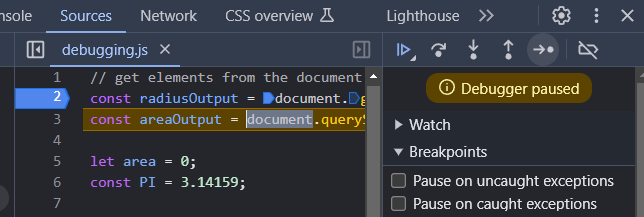 Sources Network CSS overview Lighthouse
debugging.js
1 // get elements from the document
2 const radiusOutput = document.g
3 const areaOutput = document.queryS
4
5 let area = 0;
6 const PI = 3.14159;
7
Debugger paused
Watch
Breakpoints
Pause on uncaught exceptions
Pause on caught exceptions